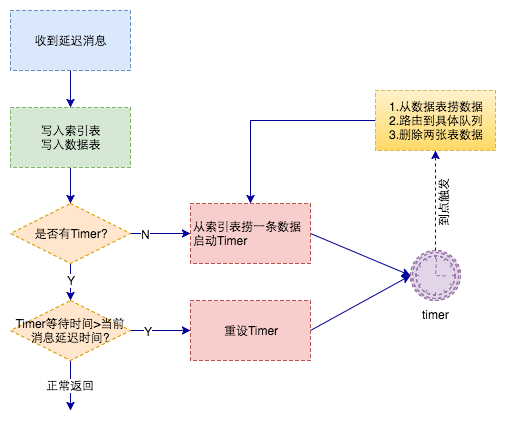 收到延迟消息
写入索引表
写入数据表
1.从数据表捞数据
2.路由到具体队列
3.删除两张表数据
是否有Timer?
N
从索引表捞一条数据
启动Timer
到点触发
Y
timer
Timer等待时间>当前
消息延迟时间?
Y
重设Timer
正常返回